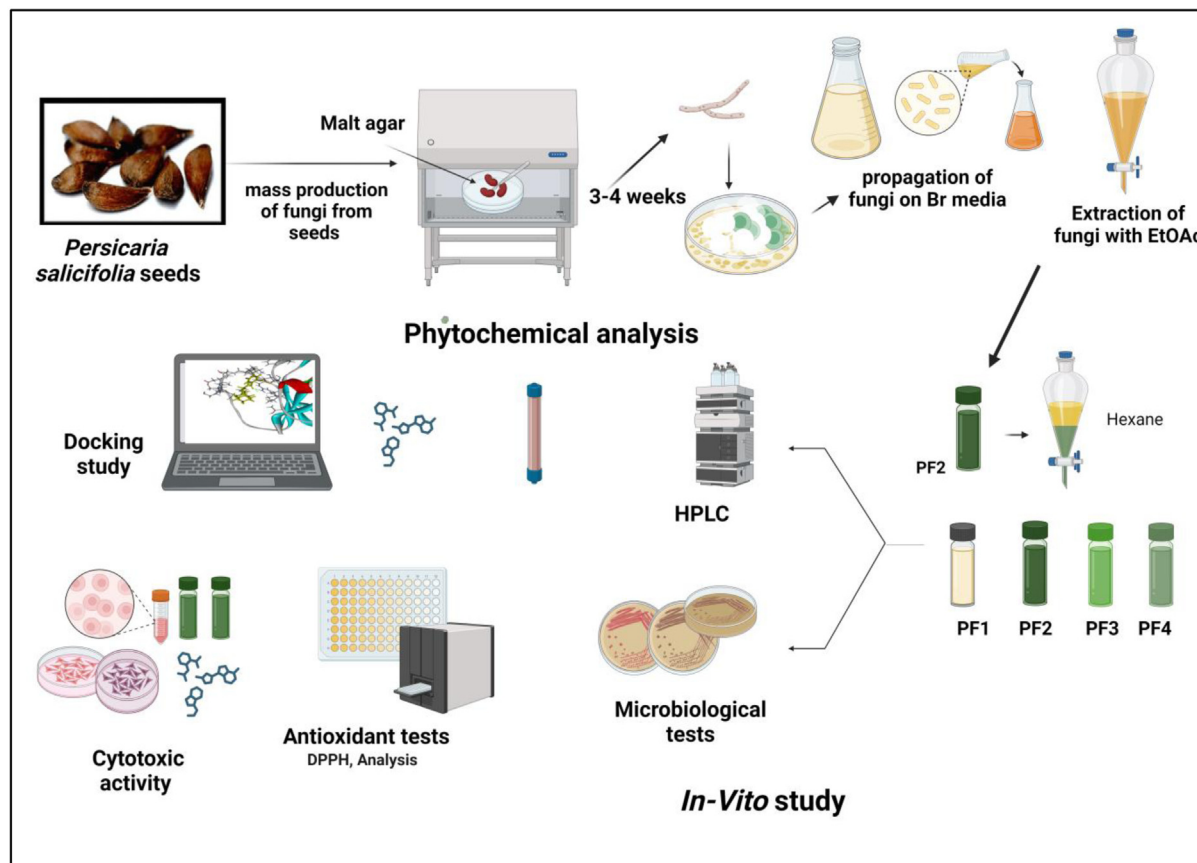 Malt agar
mass production
of fungi from
seeds
Persicaria
salicifolia seeds
3-4 weeks
propagation of
fungi on Br media
Extraction of
fungi with EtOAc
Phytochemical analysis
Docking
study
HPLC
PF2
Hexane
PF1 PF2 PF3 PF4
Cytotoxic
activity
Antioxidant tests
DPPH, Analysis
Microbiological
tests
In-Vito study